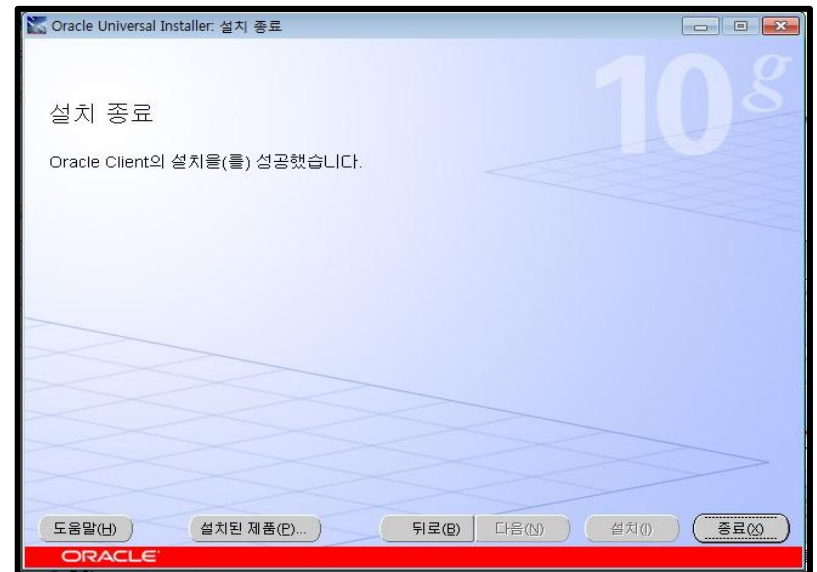 Oracle Universal Installer: 설치 종료
10g
설치 종료
Oracle Client의 설치을(를) 성공했습니다.
도움말(H) 설치된 제품(P)... 뒤로(B) 다음(N) 설치(I) 종료(X)
ORACLE